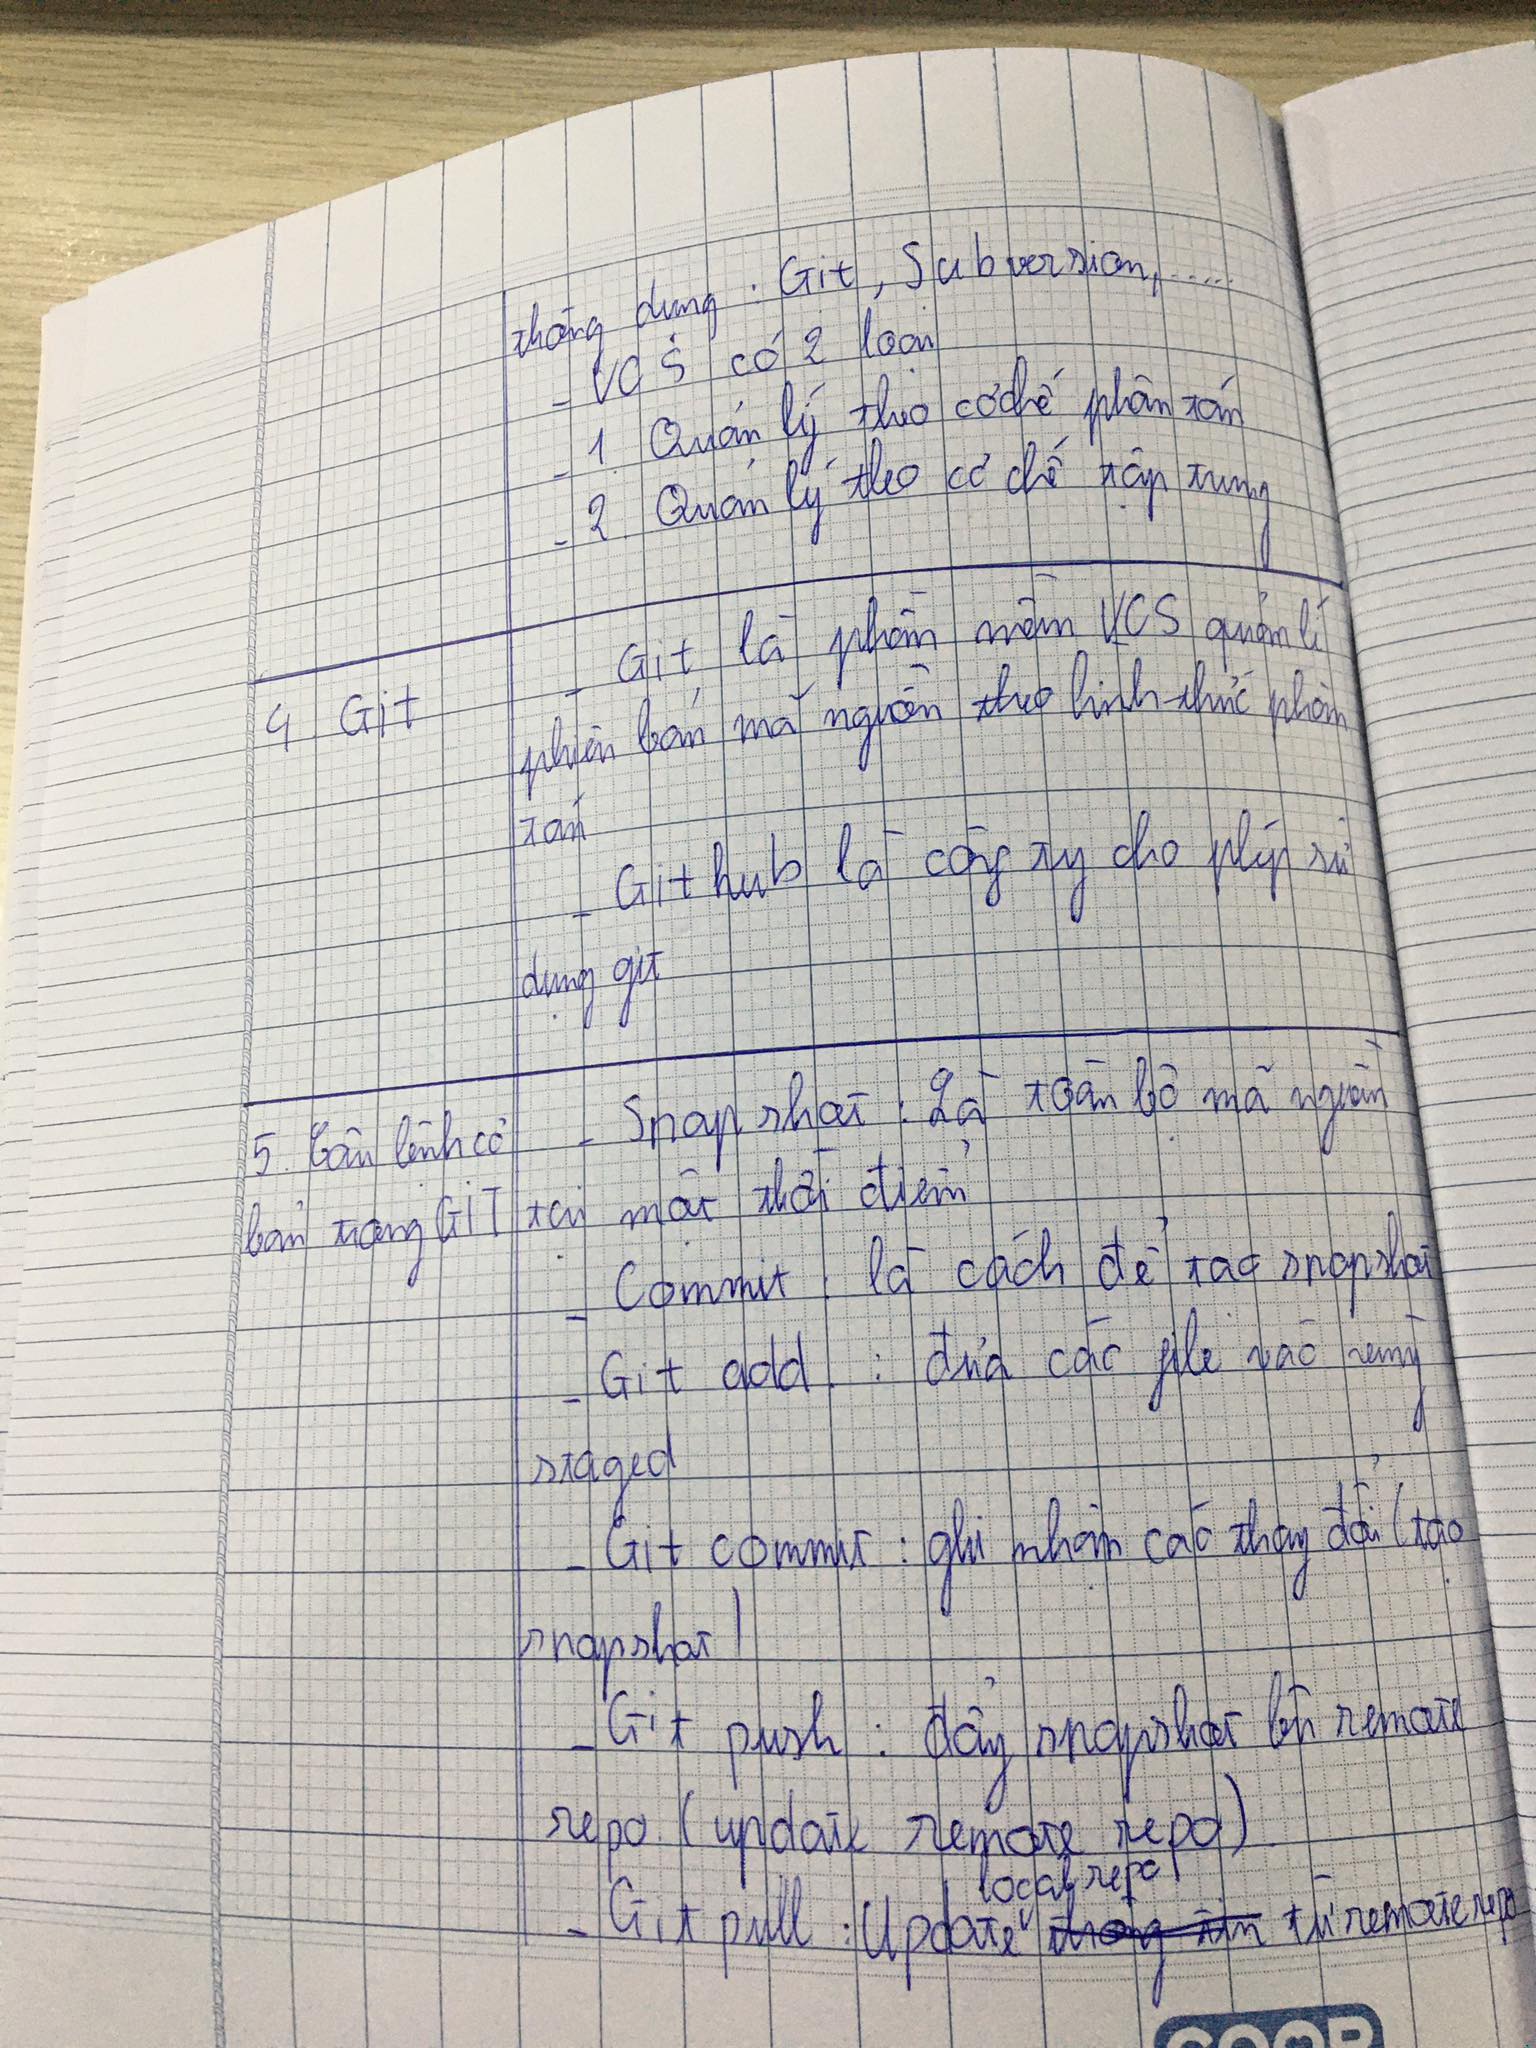 thông dụng : Git, Subversion, .....
- VCS có 2 loại
- 1. Quản lý theo cơ chế phân tán
- 2. Quản lý theo cơ chế tập trung
4. Git
- Git là phần mềm VCS quản lí
phiên bản mã nguồn theo hình thức phân
tán
- Git hub là công ty cho phép sử
dụng git
5. Câu lệnh cơ
bản trong GIT
- Snapshot : Là toàn bộ mã nguồn
tại một thời điểm
- Commit : là cách để tạo snapshot
- Git add : đưa các file vào vùng
staged
- Git commit : ghi nhận các thay đổi (tạo
snapshot)
- Git push : đẩy snapshot lên remote
repo. (update remote repo).
local repo
- Git pull : Update thông tin từ remote repo
COOP